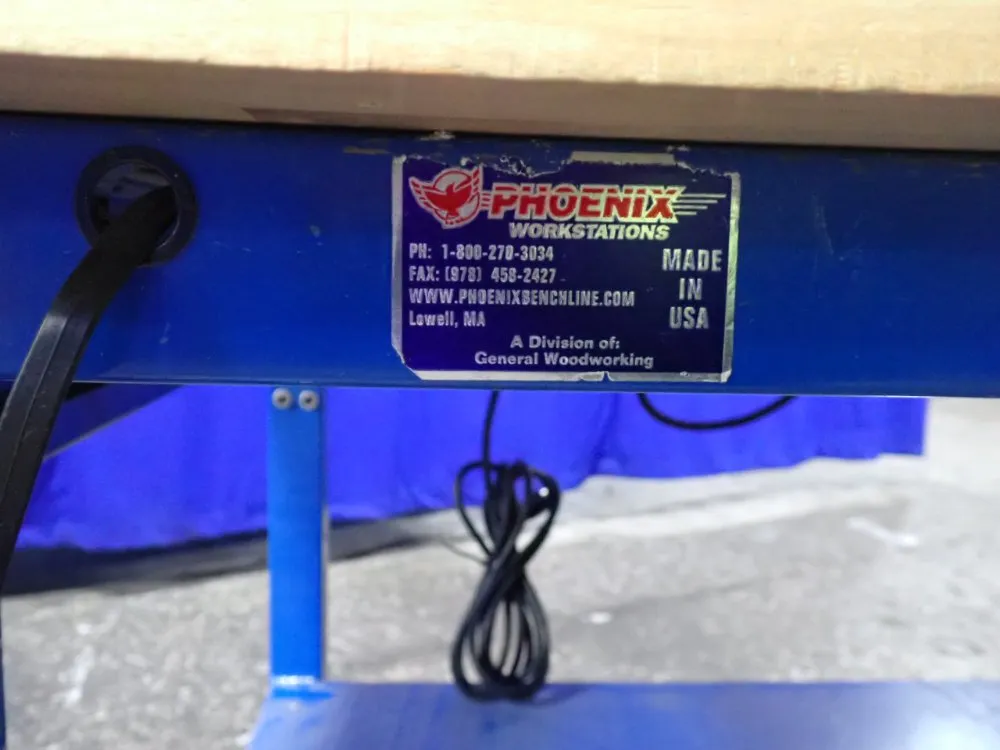 PHOENIX
WORKSTATIONS
PH: 1-800-270-3034
FAX: (978) 458-2427
WWW.PHOENIXBENCHLINE.COM
Lowell, MA
MADE
IN
USA
A Division of:
General Woodworking